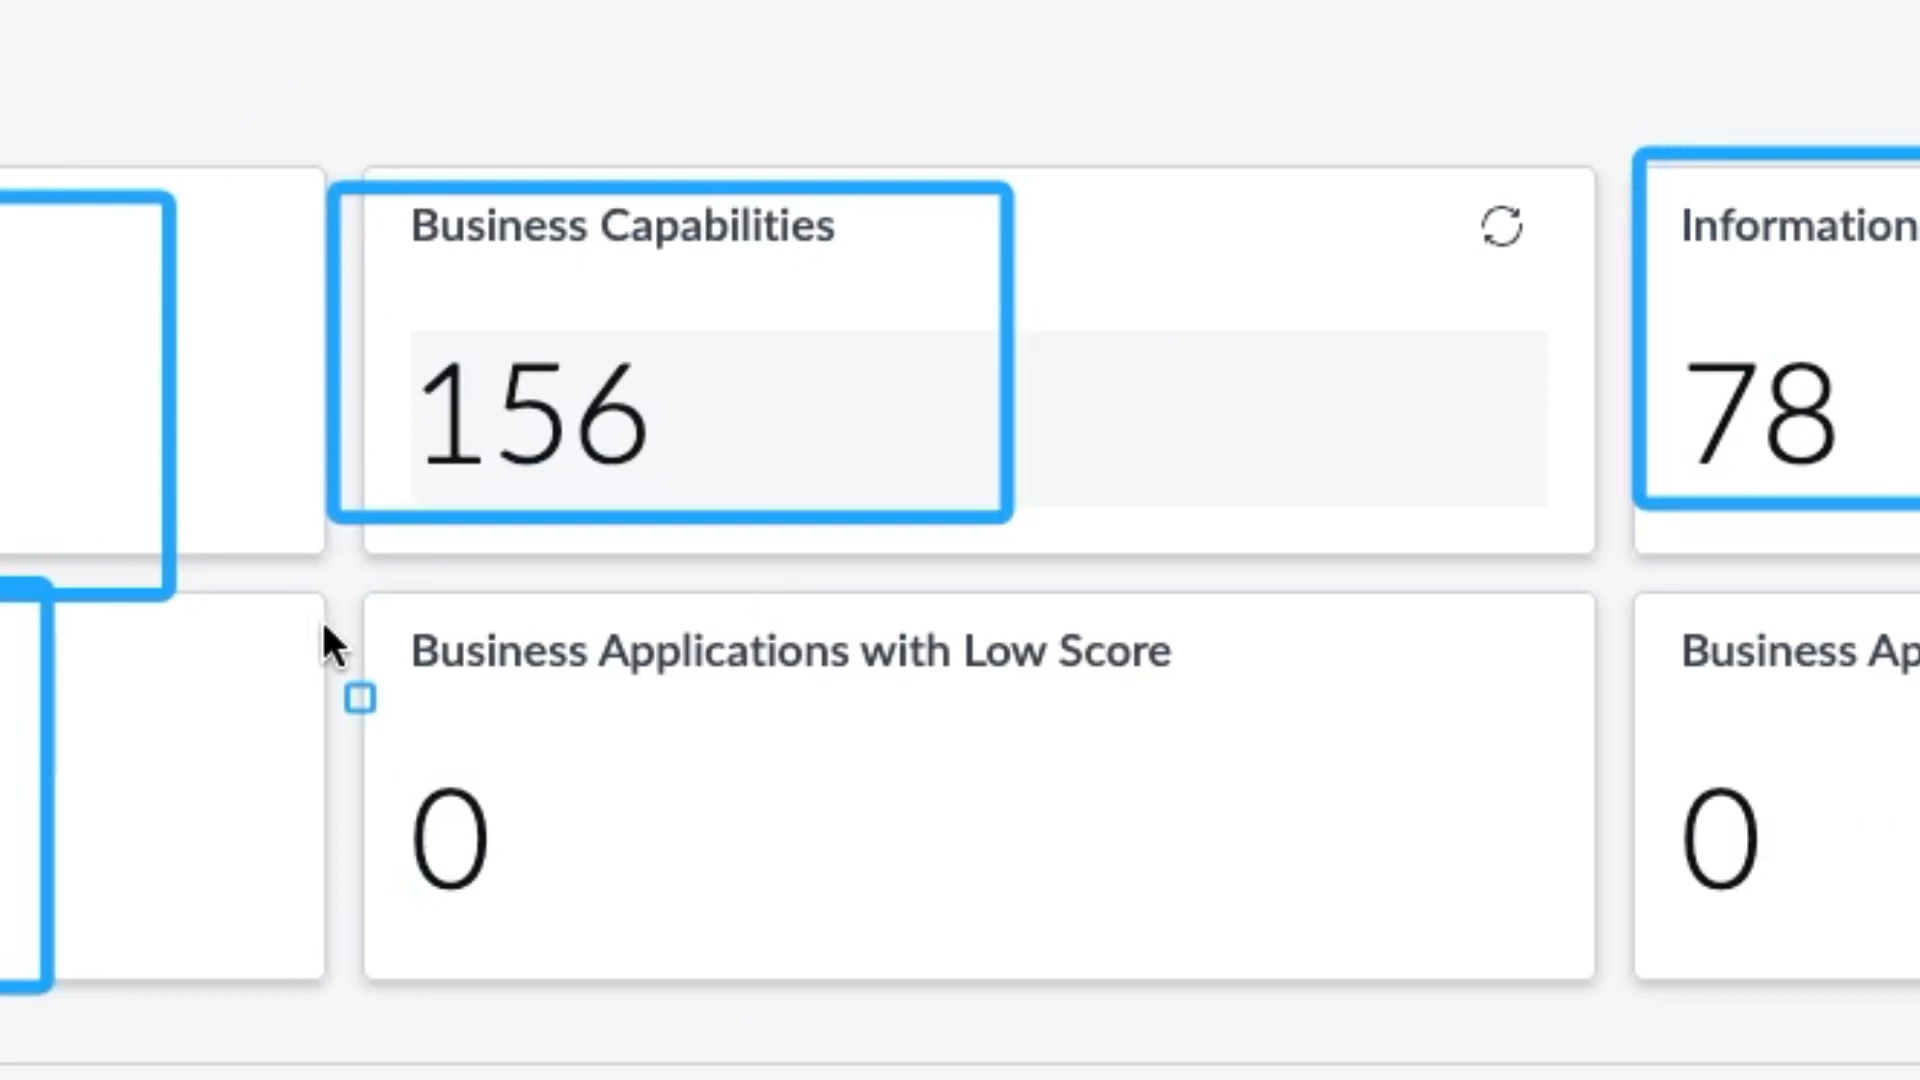 Business Capabilities
Information
156
78
Business Applications with Low Score
Business Ap
0
0